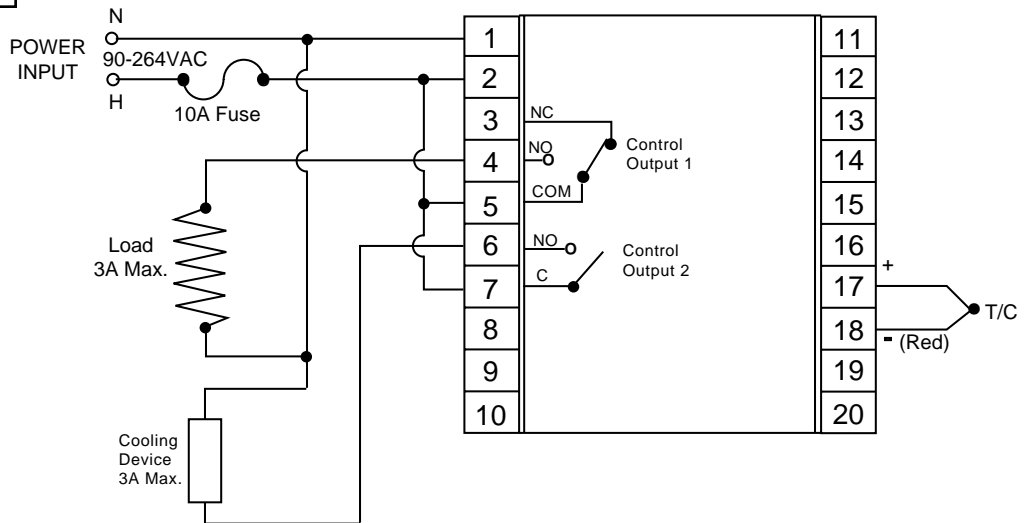 N
POWER
INPUT
90-264VAC
H
10A Fuse
Load
3A Max.
Cooling
Device
3A Max.
1
2
3
4
5
6
7
8
9
10
NC
NO
COM
Control
Output 1
NO
C
Control
Output 2
11
12
13
14
15
16
17
18
19
20
+
T/C
- (Red)